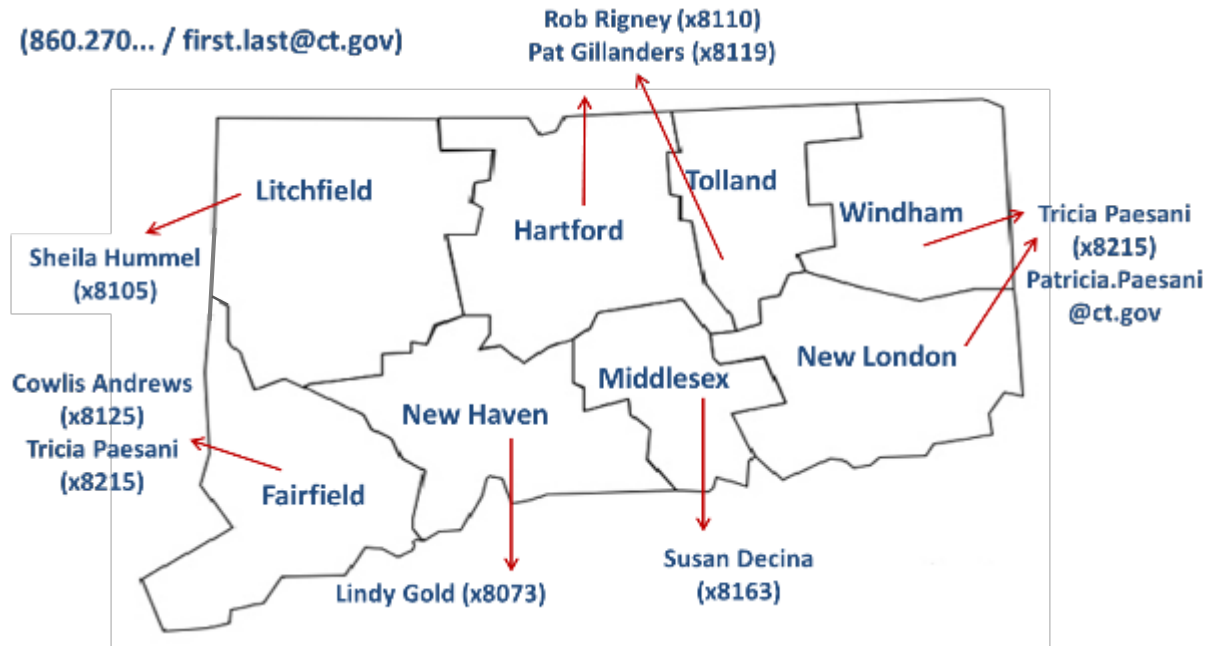 (860.270... / first.last@ct.gov)
Rob Rigney (x8110)
Pat Gillanders (x8119)
Litchfield
Hartford
Tolland
Windham
Sheila Hummel
(x8105)
Tricia Paesani
(x8215)
Patricia.Paesani
@ct.gov
Cowlis Andrews
(x8125)
Tricia Paesani
(x8215)
New Haven
Middlesex
New London
Fairfield
Lindy Gold (x8073)
Susan Decina
(x8163)